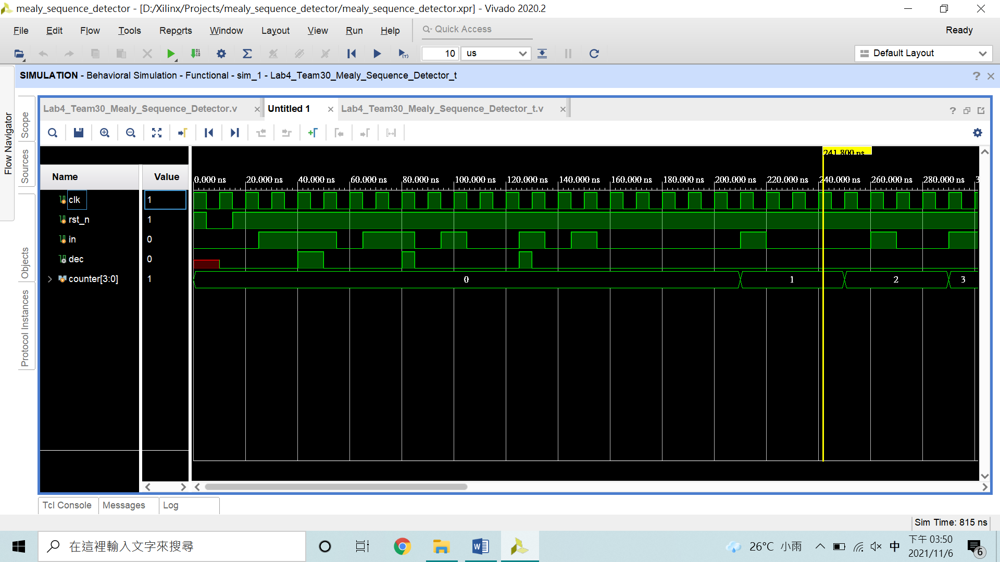 mealy_sequence_detector - [D:/Xilinx/Projects/mealy_sequence_detector/mealy_sequence_detector.xpr] - Vivado 2020.2
File Edit Flow Tools Reports Window Layout View Run Help Quick Access Ready
10 us Default Layout
SIMULATION - Behavioral Simulation - Functional - sim_1 - Lab4_Team30_Mealy_Sequence_Detector_t
Flow Navigator
Scope
Sources
Objects
Protocol Instances
Lab4_Team30_Mealy_Sequence_Detector.v Untitled 1 Lab4_Team30_Mealy_Sequence_Detector_t.v
241.800 ns
Name Value 0.000 ns 20.000 ns 40.000 ns 60.000 ns 80.000 ns 100.000 ns 120.000 ns 140.000 ns 160.000 ns 180.000 ns 200.000 ns 220.000 ns 240.000 ns 260.000 ns 280.000 ns 3
clk 1
rst_n 1
in 0
dec 0
counter[3:0] 1 0 1 2 3
Tcl Console Messages Log
Sim Time: 815 ns
在這裡輸入文字來搜尋
26°C 小雨 中 下午 03:50
2021/11/6 6